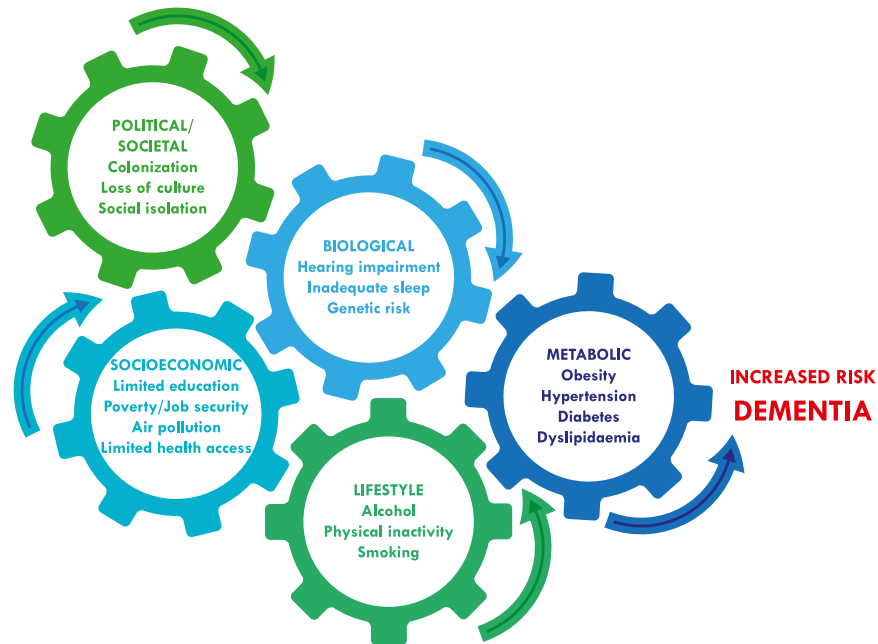 POLITICAL/
SOCIETAL
Colonization
Loss of culture
Social isolation
BIOLOGICAL
Hearing impairment
Inadequate sleep
Genetic risk
SOCIOECONOMIC
Limited education
Poverty/Job security
Air pollution
Limited health access
METABOLIC
Obesity
Hypertension
Diabetes
Dyslipidaemia
INCREASED RISK
DEMENTIA
LIFESTYLE
Alcohol
Physical inactivity
Smoking